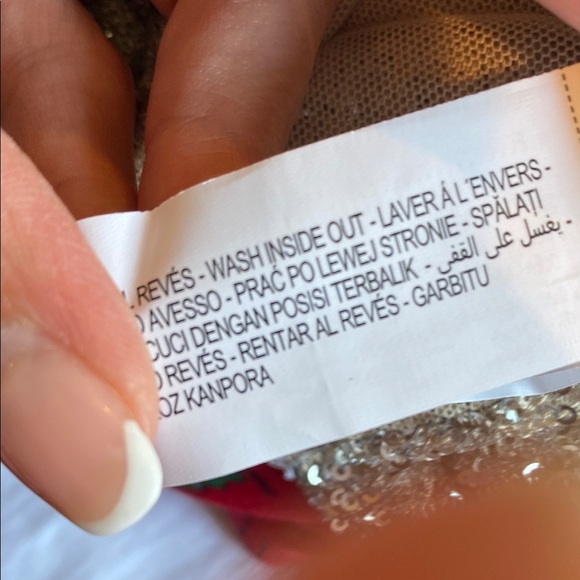 REVÉS - WASH INSIDE OUT - LAVER Á L'ENVERS -
AVESSO - PRAĆ PO LEWEJ STRONIE - SPĂLAȚI
CUCI DENGAN POSISI TERBALIK - يغسل على القفى -
REVÉS - RENTAR AL REVÉS - GARBITU
KANPORA